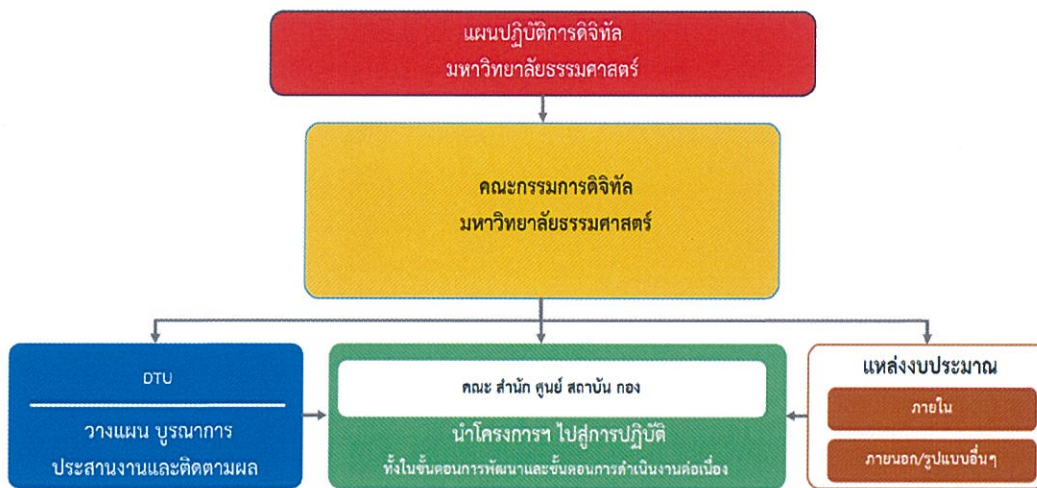 แผนปฏิบัติการดิจิทัล
มหาวิทยาลัยธรรมศาสตร์
คณะกรรมการดิจิทัล
มหาวิทยาลัยธรรมศาสตร์
DTU
วางแผน บูรณาการ
ประสานงานและติดตามผล
คณะ สำนัก ศูนย์ สถาบัน กอง
นำโครงการฯ ไปสู่การปฏิบัติ
ทั้งในขั้นตอนการพัฒนาและขั้นตอนการดำเนินงานต่อเนื่อง
แหล่งงบประมาณ
ภายใน
ภายนอก/รูปแบบอื่นๆ